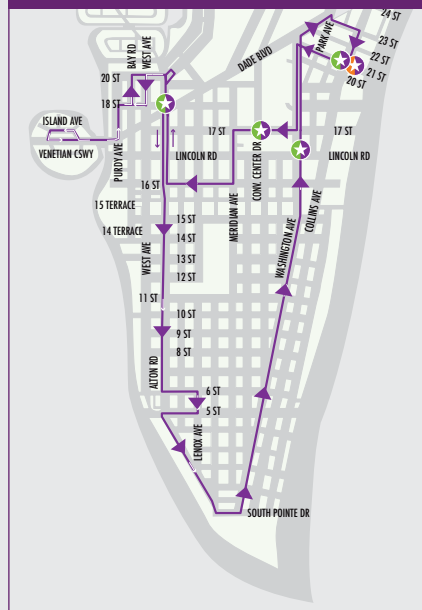 24 ST
PARK AVE
23 ST
WEST AVE
BAY RD
22 ST
DADE BLVD
21 ST
20 ST
20 ST
18 ST
ISLAND AVE
17 ST
CONV. CENTER DR
17 ST
VENETIAN CSWY
PURDY AVE
LINCOLN RD
LINCOLN RD
16 ST
15 TERRACE
MERIDIAN AVE
COLLINS AVE
15 ST
14 TERRACE
14 ST
WASHINGTON AVE
WEST AVE
13 ST
12 ST
11 ST
10 ST
9 ST
8 ST
ALTON RD
6 ST
5 ST
LENOX AVE
SOUTH POINTE DR